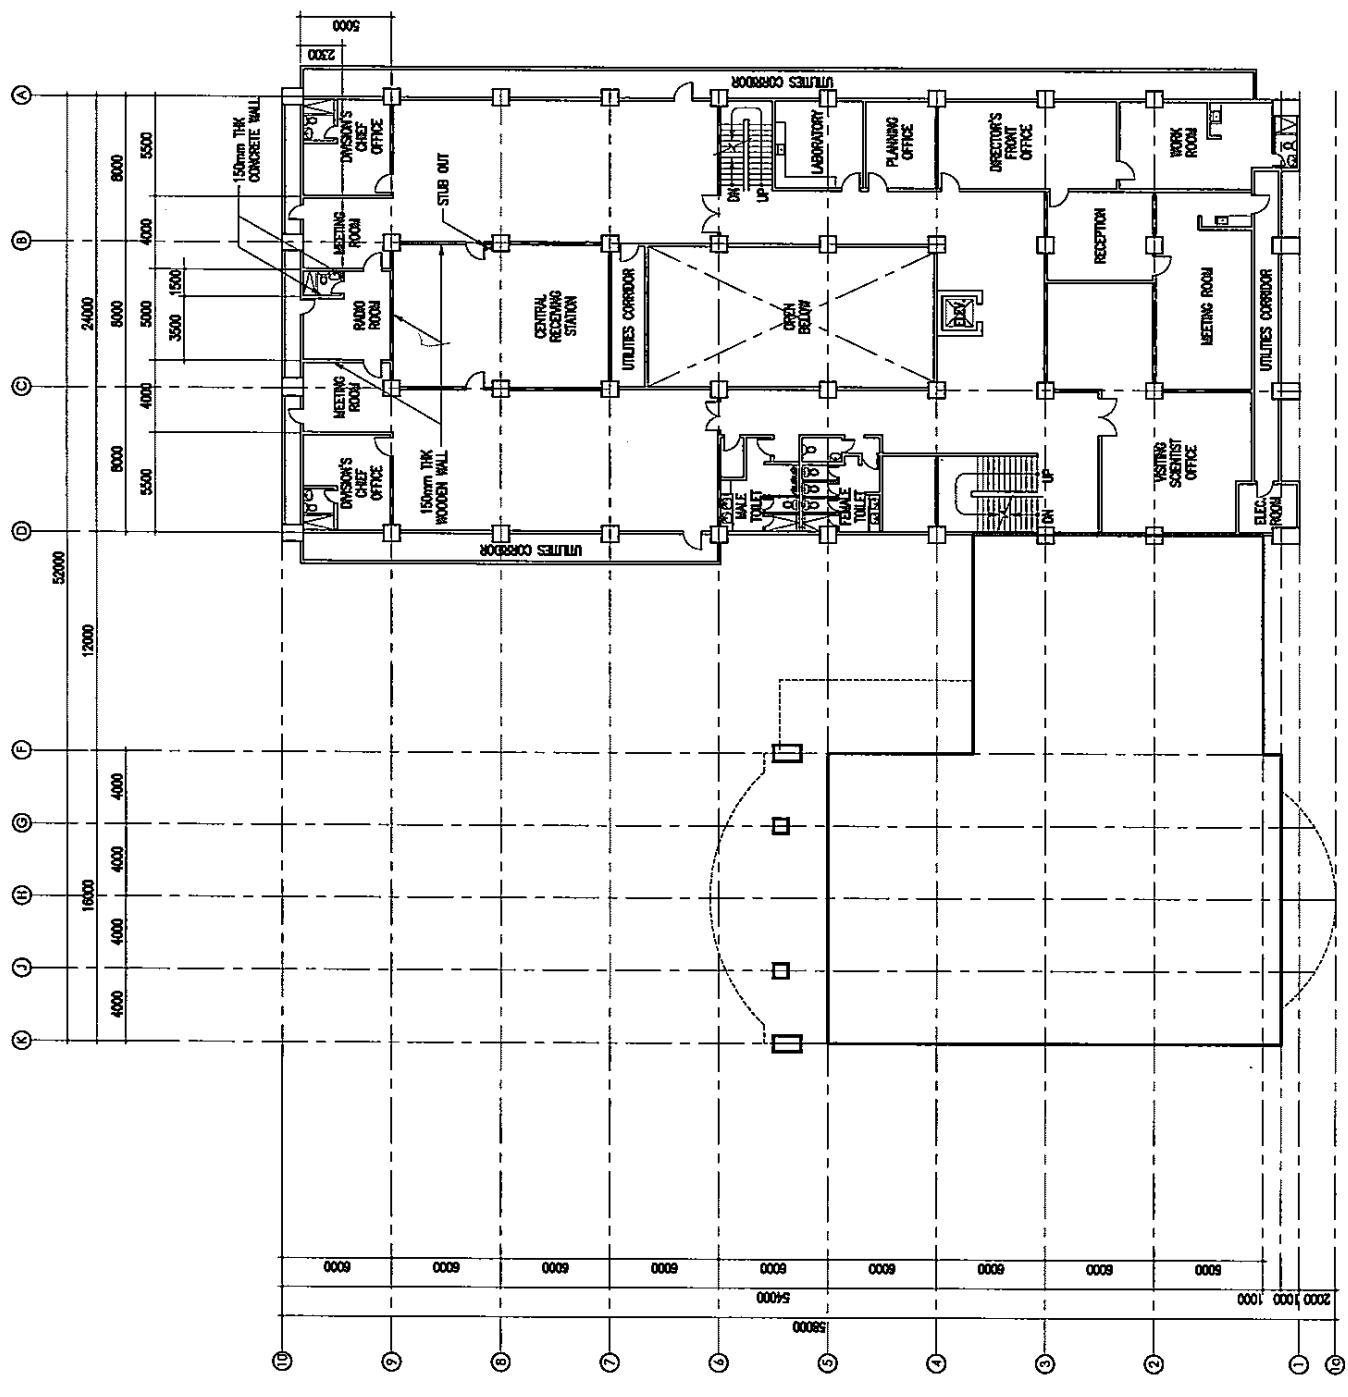 5000
2300
A
B
C
D
F
G
H
J
K
52000
24000
12000
16000
8000
8000
8000
5500
4000
5000
4000
5500
1500
3500
4000
4000
4000
4000
150mm THK
CONCRETE WALL
UTILITIES CORRIDOR
DIVISION'S
CHIEF
OFFICE
MEETING
ROOM
RADIO
ROOM
MEETING
ROOM
DIVISION'S
CHIEF
OFFICE
STUB OUT
150mm THK
WOODEN WALL
CENTRAL
RECEIVING
STATION
UTILITIES CORRIDOR
UTILITIES CORRIDOR
OPEN
BELOW
DN
UP
LABORATORY
PLANNING
OFFICE
DIRECTOR'S
FRONT
OFFICE
WORK
ROOM
RECEPTION
MEETING ROOM
UTILITIES CORRIDOR
ELEV.
MALE
TOILET
FEMALE
TOILET
DN
UP
VISITING
SCIENTIST
OFFICE
ELEC.
ROOM
6000
6000
6000
6000
6000
6000
6000
6000
6000
1000
1000
2000
54000
58000
10
9
8
7
6
5
4
3
2
1
1a